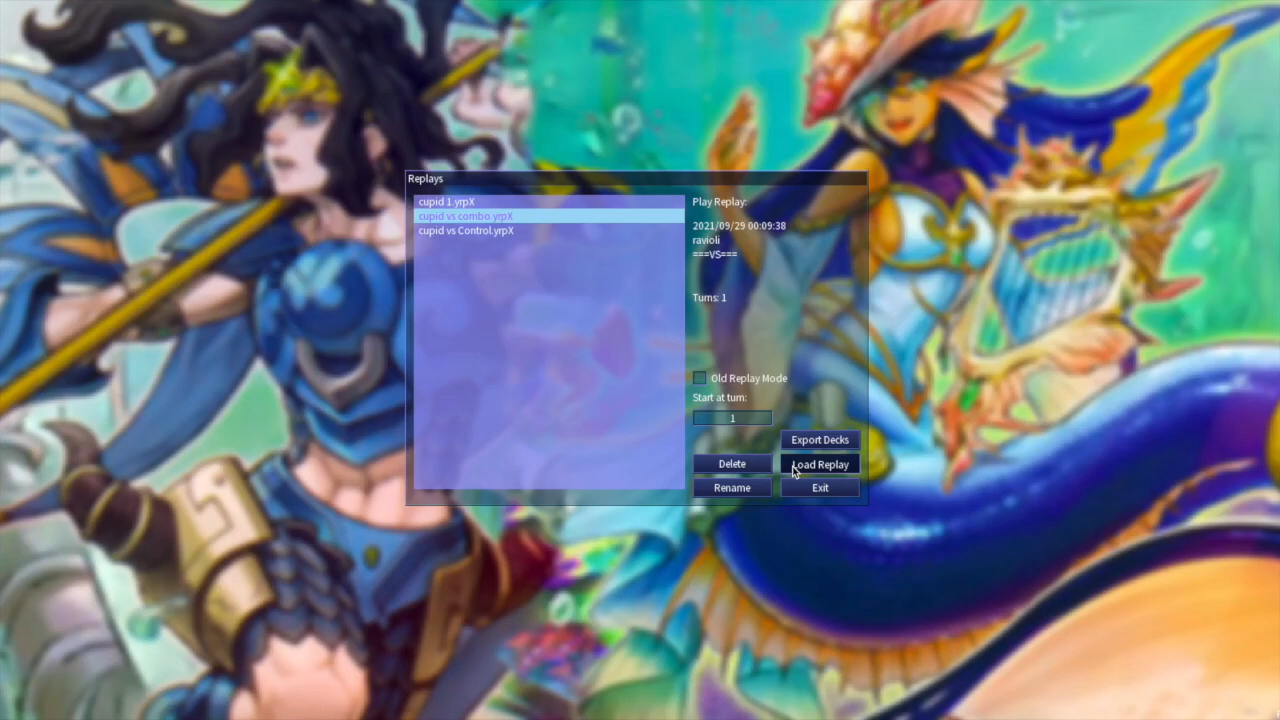 Replays
cupid 1.yrpX
cupid vs combo.yrpX
cupid vs Control.yrpX
Play Replay:
2021/09/29 00:09:38
ravioli
===VS===
Turns: 1
Old Replay Mode
Start at turn:
1
Export Decks
Delete
Load Replay
Rename
Exit